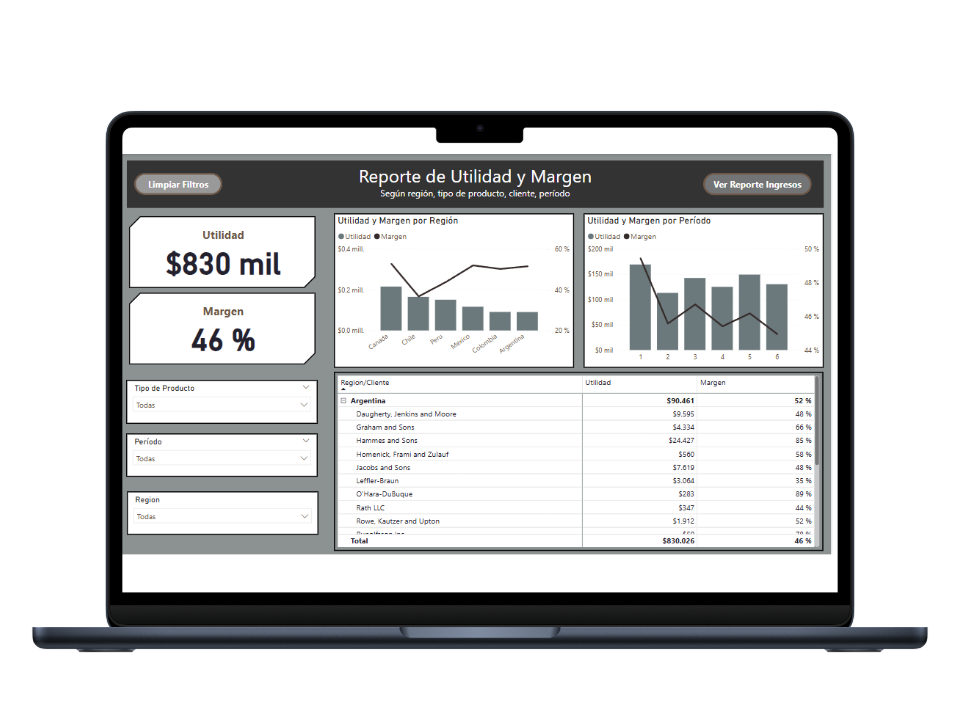 Limpiar Filtros
Reporte de Utilidad y Margen
Según región, tipo de producto, cliente, período
Ver Reporte Ingresos
Utilidad
$830 mil
Margen
46 %
Tipo de Producto
Todas
Período
Todas
Region
Todas
Utilidad y Margen por Región
Utilidad Margen
$0.4 mill.
$0.2 mill.
$0.0 mill.
60 %
40 %
20 %
Canada Chile Peru Mexico Colombia Argentina
Utilidad y Margen por Período
Utilidad Margen
$200 mil
$150 mil
$100 mil
$50 mil
$0 mil
50 %
48 %
46 %
44 %
1 2 3 4 5 6
Region/Cliente Utilidad Margen
Argentina $90.461 52 %
Daugherty, Jenkins and Moore $9.595 48 %
Graham and Sons $4.334 66 %
Hammes and Sons $24.427 85 %
Homenick, Frami and Zulauf $560 58 %
Jacobs and Sons $7.619 48 %
Leffler-Braun $3.064 35 %
O'Hara-DuBuque $283 89 %
Rath LLC $347 44 %
Rowe, Kautzer and Upton $1.912 52 %
Total $830.026 46 %